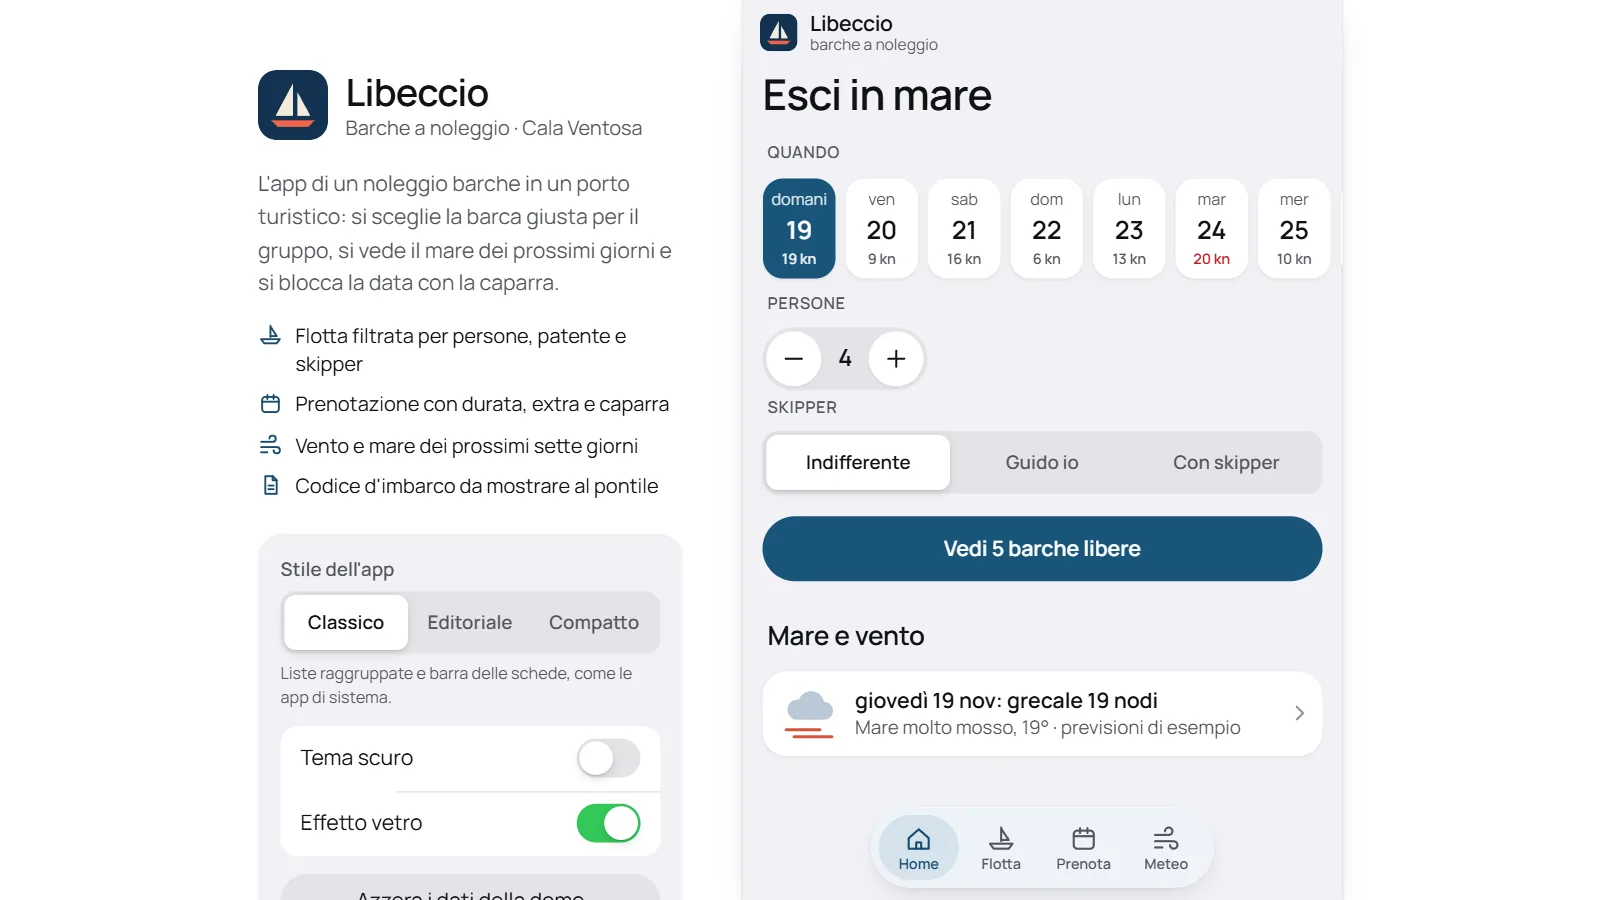 Libeccio
Barche a noleggio · Cala Ventosa
L'app di un noleggio barche in un porto
turistico: si sceglie la barca giusta per il
gruppo, si vede il mare dei prossimi giorni e
si blocca la data con la caparra.
Flotta filtrata per persone, patente e
skipper
Prenotazione con durata, extra e caparra
Vento e mare dei prossimi sette giorni
Codice d'imbarco da mostrare al pontile
Stile dell'app
Classico Editoriale Compatto
Liste raggruppate e barra delle schede, come le
app di sistema.
Tema scuro
Effetto vetro
Azzera i dati della demo
Libeccio
barche a noleggio
Esci in mare
QUANDO
domani ven sab dom lun mar mer
19 20 21 22 23 24 25
19 kn 9 kn 16 kn 6 kn 13 kn 20 kn 10 kn
PERSONE
4
SKIPPER
Indifferente Guido io Con skipper
Vedi 5 barche libere
Mare e vento
giovedì 19 nov: grecale 19 nodi
Mare molto mosso, 19° · previsioni di esempio
Home Flotta Prenota Meteo